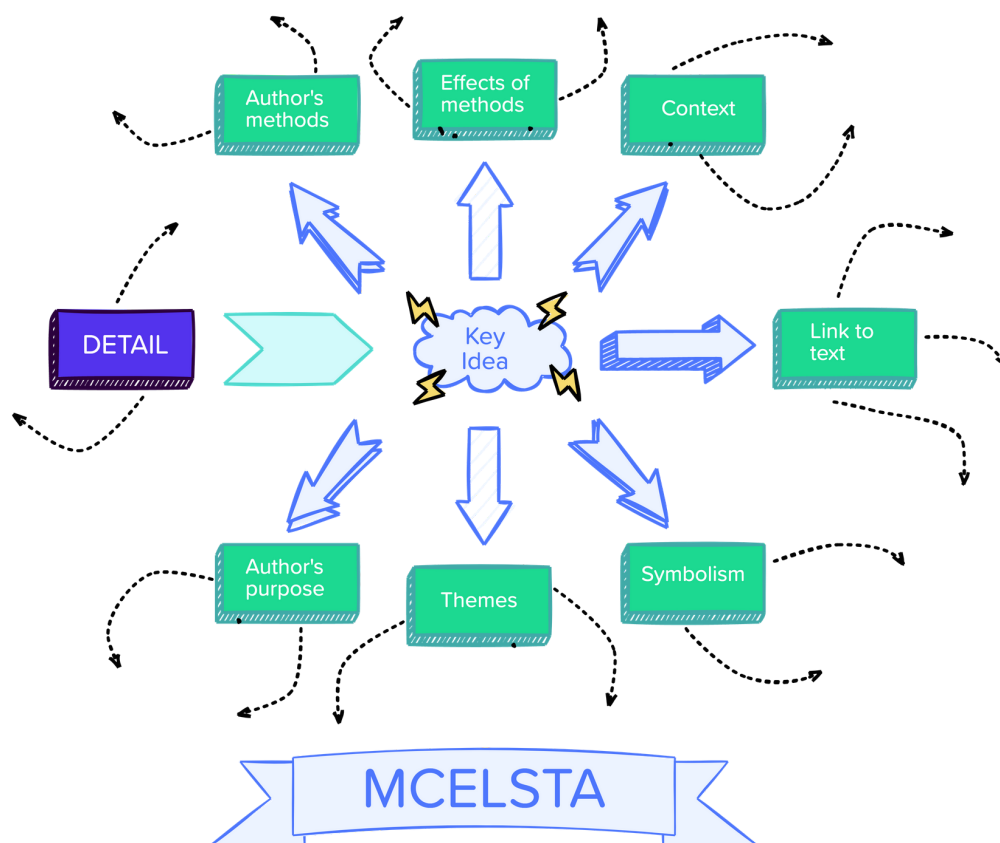 Author's
methods
Effects of
methods
Context
DETAIL
Key
Idea
Link to
text
Author's
purpose
Themes
Symbolism
MCELSTA